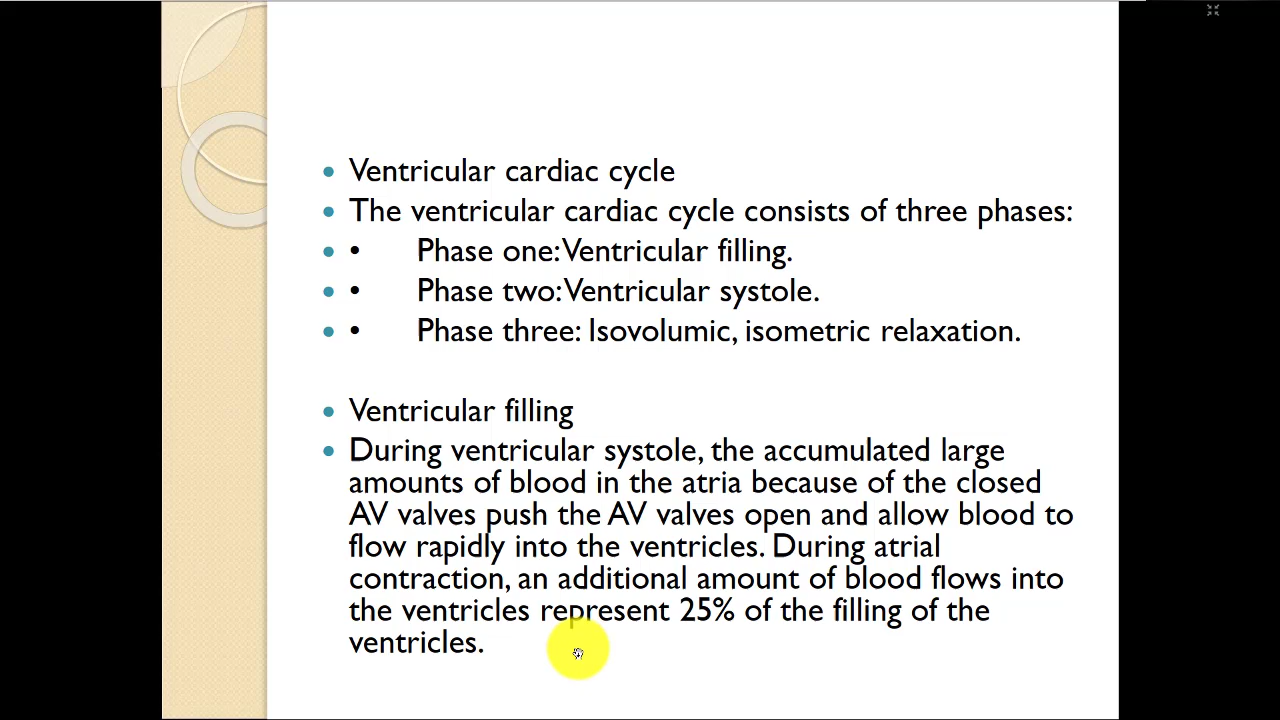 • Ventricular cardiac cycle
• The ventricular cardiac cycle consists of three phases:
• • Phase one: Ventricular filling.
• • Phase two: Ventricular systole.
• • Phase three: Isovolumic, isometric relaxation.
• Ventricular filling
• During ventricular systole, the accumulated large
amounts of blood in the atria because of the closed
AV valves push the AV valves open and allow blood to
flow rapidly into the ventricles. During atrial
contraction, an additional amount of blood flows into
the ventricles represent 25% of the filling of the
ventricles.